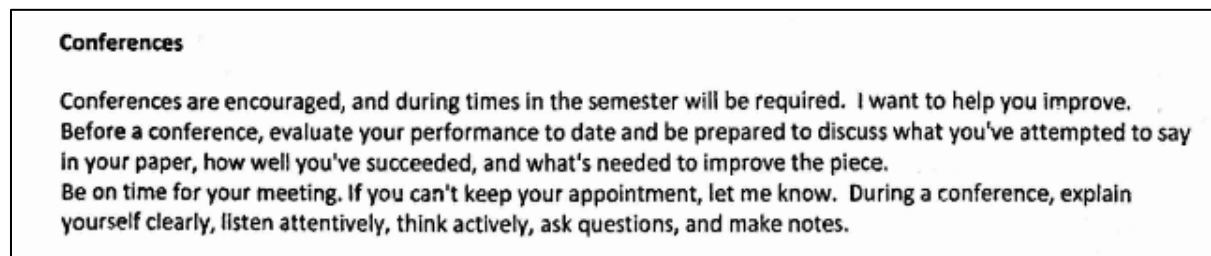 Conferences
Conferences are encouraged, and during times in the semester will be required.  I want to help you improve.
Before a conference, evaluate your performance to date and be prepared to discuss what you've attempted to say
in your paper, how well you've succeeded, and what's needed to improve the piece.
Be on time for your meeting. If you can't keep your appointment, let me know.  During a conference, explain
yourself clearly, listen attentively, think actively, ask questions, and make notes.